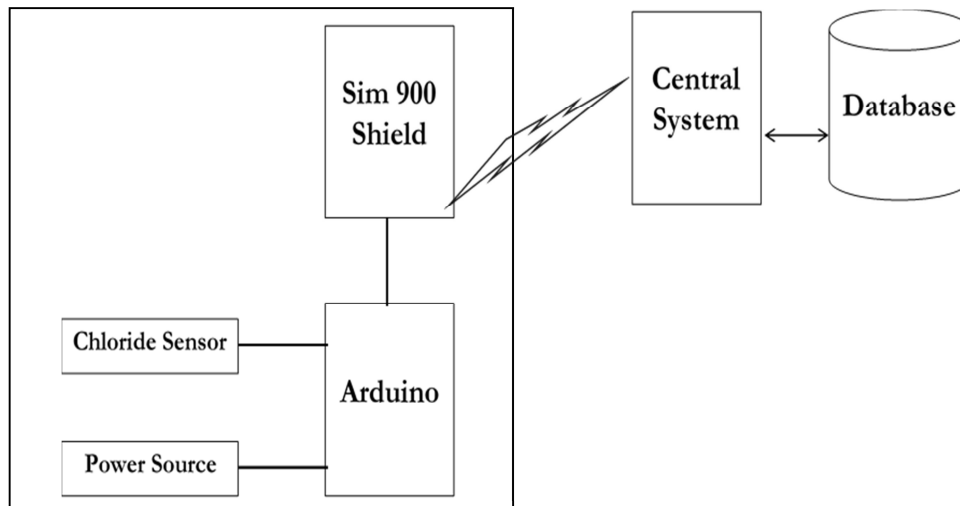 Sim 900
Shield
Central
System
Database
Chloride Sensor
Arduino
Power Source